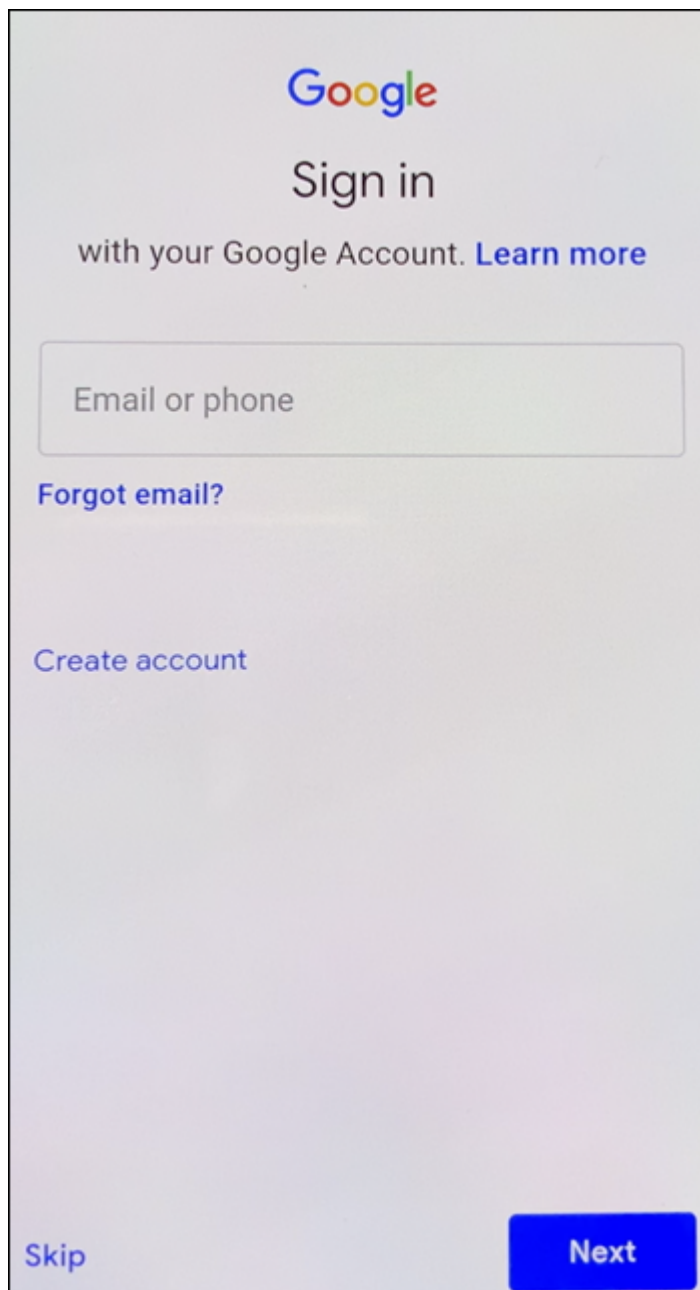 Google
Sign in
with your Google Account. Learn more
Email or phone
Forgot email?
Create account
Skip
Next